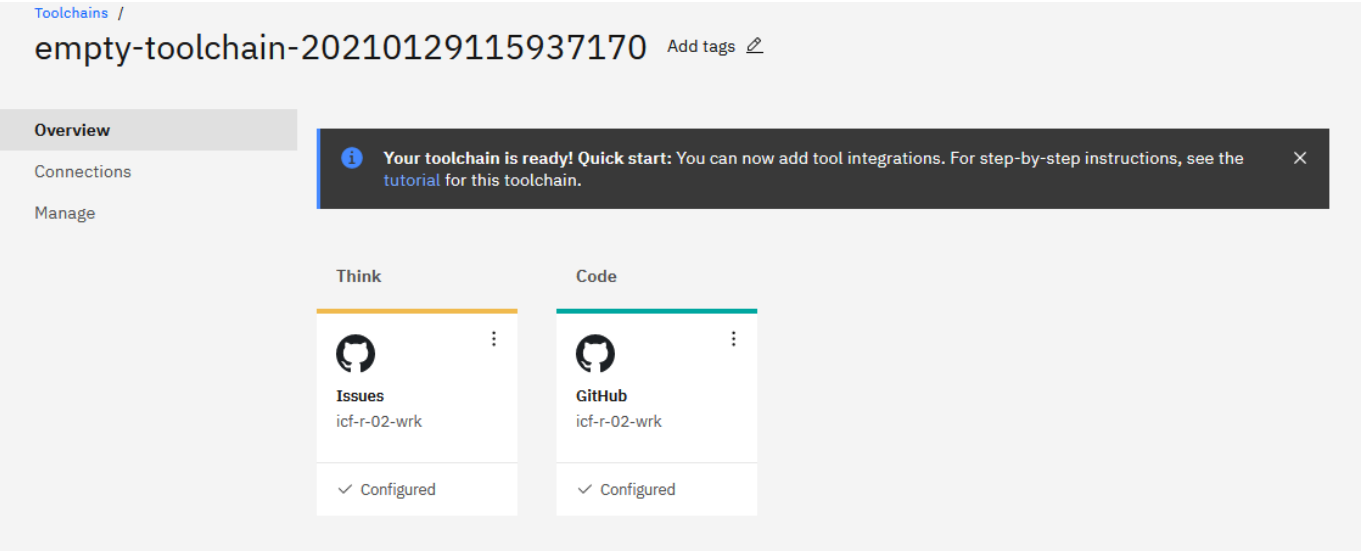 Toolchains /
empty-toolchain-20210129115937170 Add tags
Overview
Connections
Manage
Your toolchain is ready! Quick start: You can now add tool integrations. For step-by-step instructions, see the
tutorial for this toolchain.
Think
Issues
icf-r-02-wrk
Configured
Code
GitHub
icf-r-02-wrk
Configured